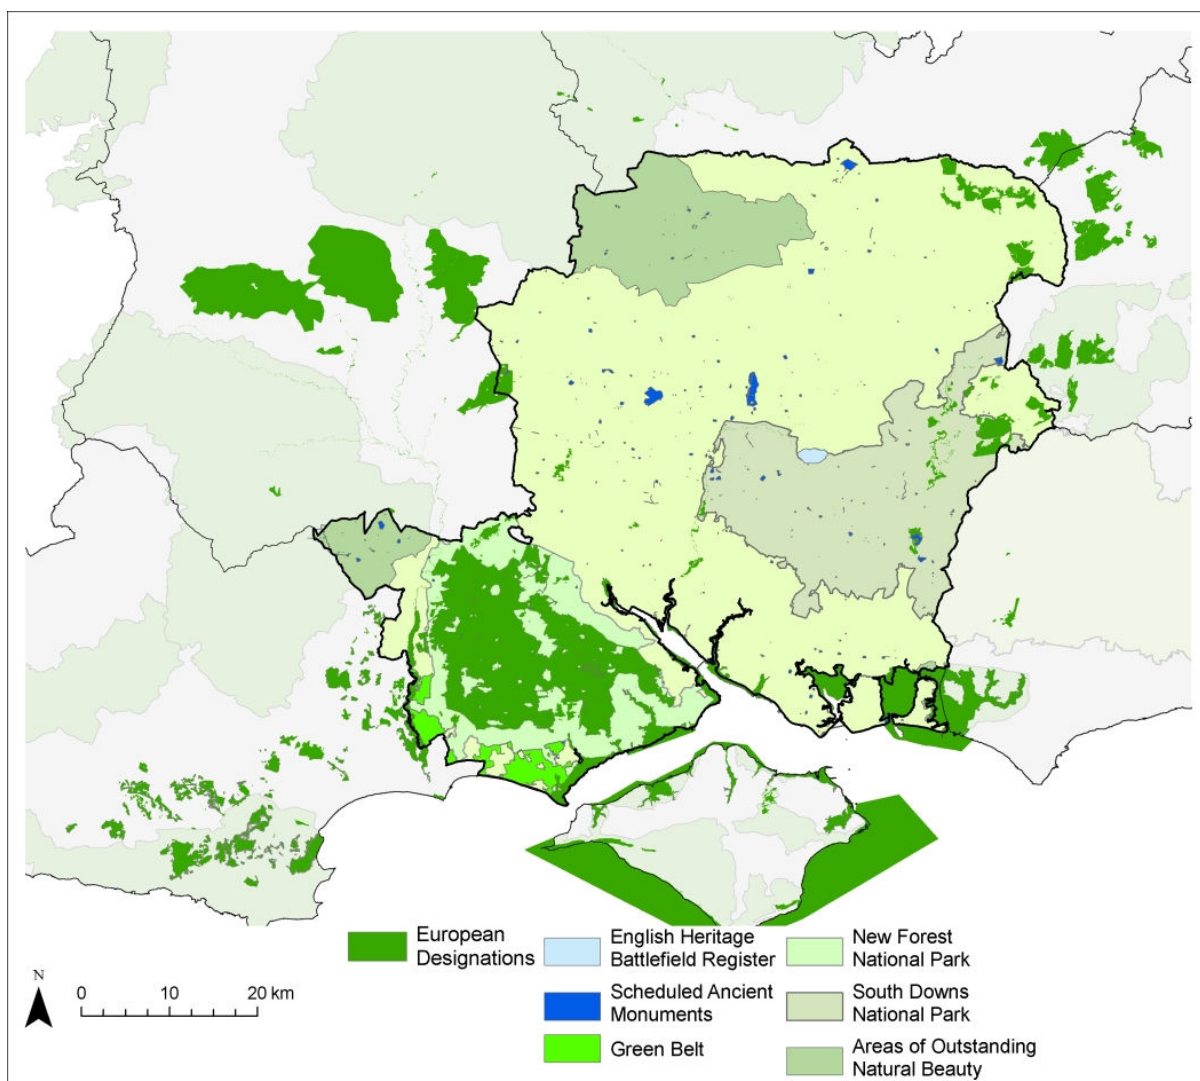 European
Designations
English Heritage
Battlefield Register
New Forest
National Park
Scheduled Ancient
Monuments
South Downs
National Park
Green Belt
Areas of Outstanding
Natural Beauty
N
0 10 20 km